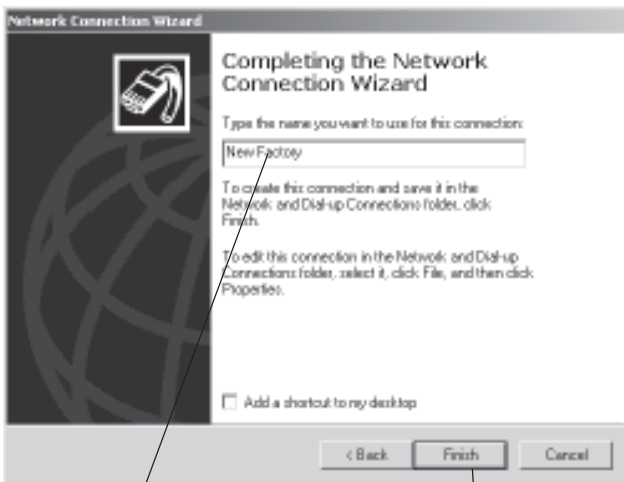 Network Connection Wizard
Completing the Network
Connection Wizard
Type the name you want to use for this connection:
New Factory
To create this connection and save it in the
Network and Dial-up Connections folder, click
Finish.
To edit this connection in the Network and Dial-up
Connections folder, select it, click File, and then click
Properties.
Add a shortcut to my desktop
< Back
Finish
Cancel